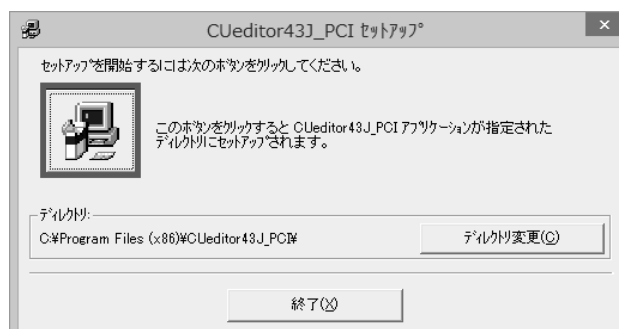 CUeditor43J_PCI ｾｯﾄｱｯﾌﾟ
×
ｾｯﾄｱｯﾌﾟを開始するには次のﾎﾞﾀﾝをｸﾘｯｸしてください。
このﾎﾞﾀﾝをｸﾘｯｸすると CUeditor43J_PCI ｱﾌﾟﾘｹｰｼｮﾝが指定された
ﾃﾞｨﾚｸﾄﾘにｾｯﾄｱｯﾌﾟされます。
ﾃﾞｨﾚｸﾄﾘ:
C:¥Program Files (x86)¥CUeditor43J_PCI¥
ﾃﾞｨﾚｸﾄﾘ変更(C)
終了(X)